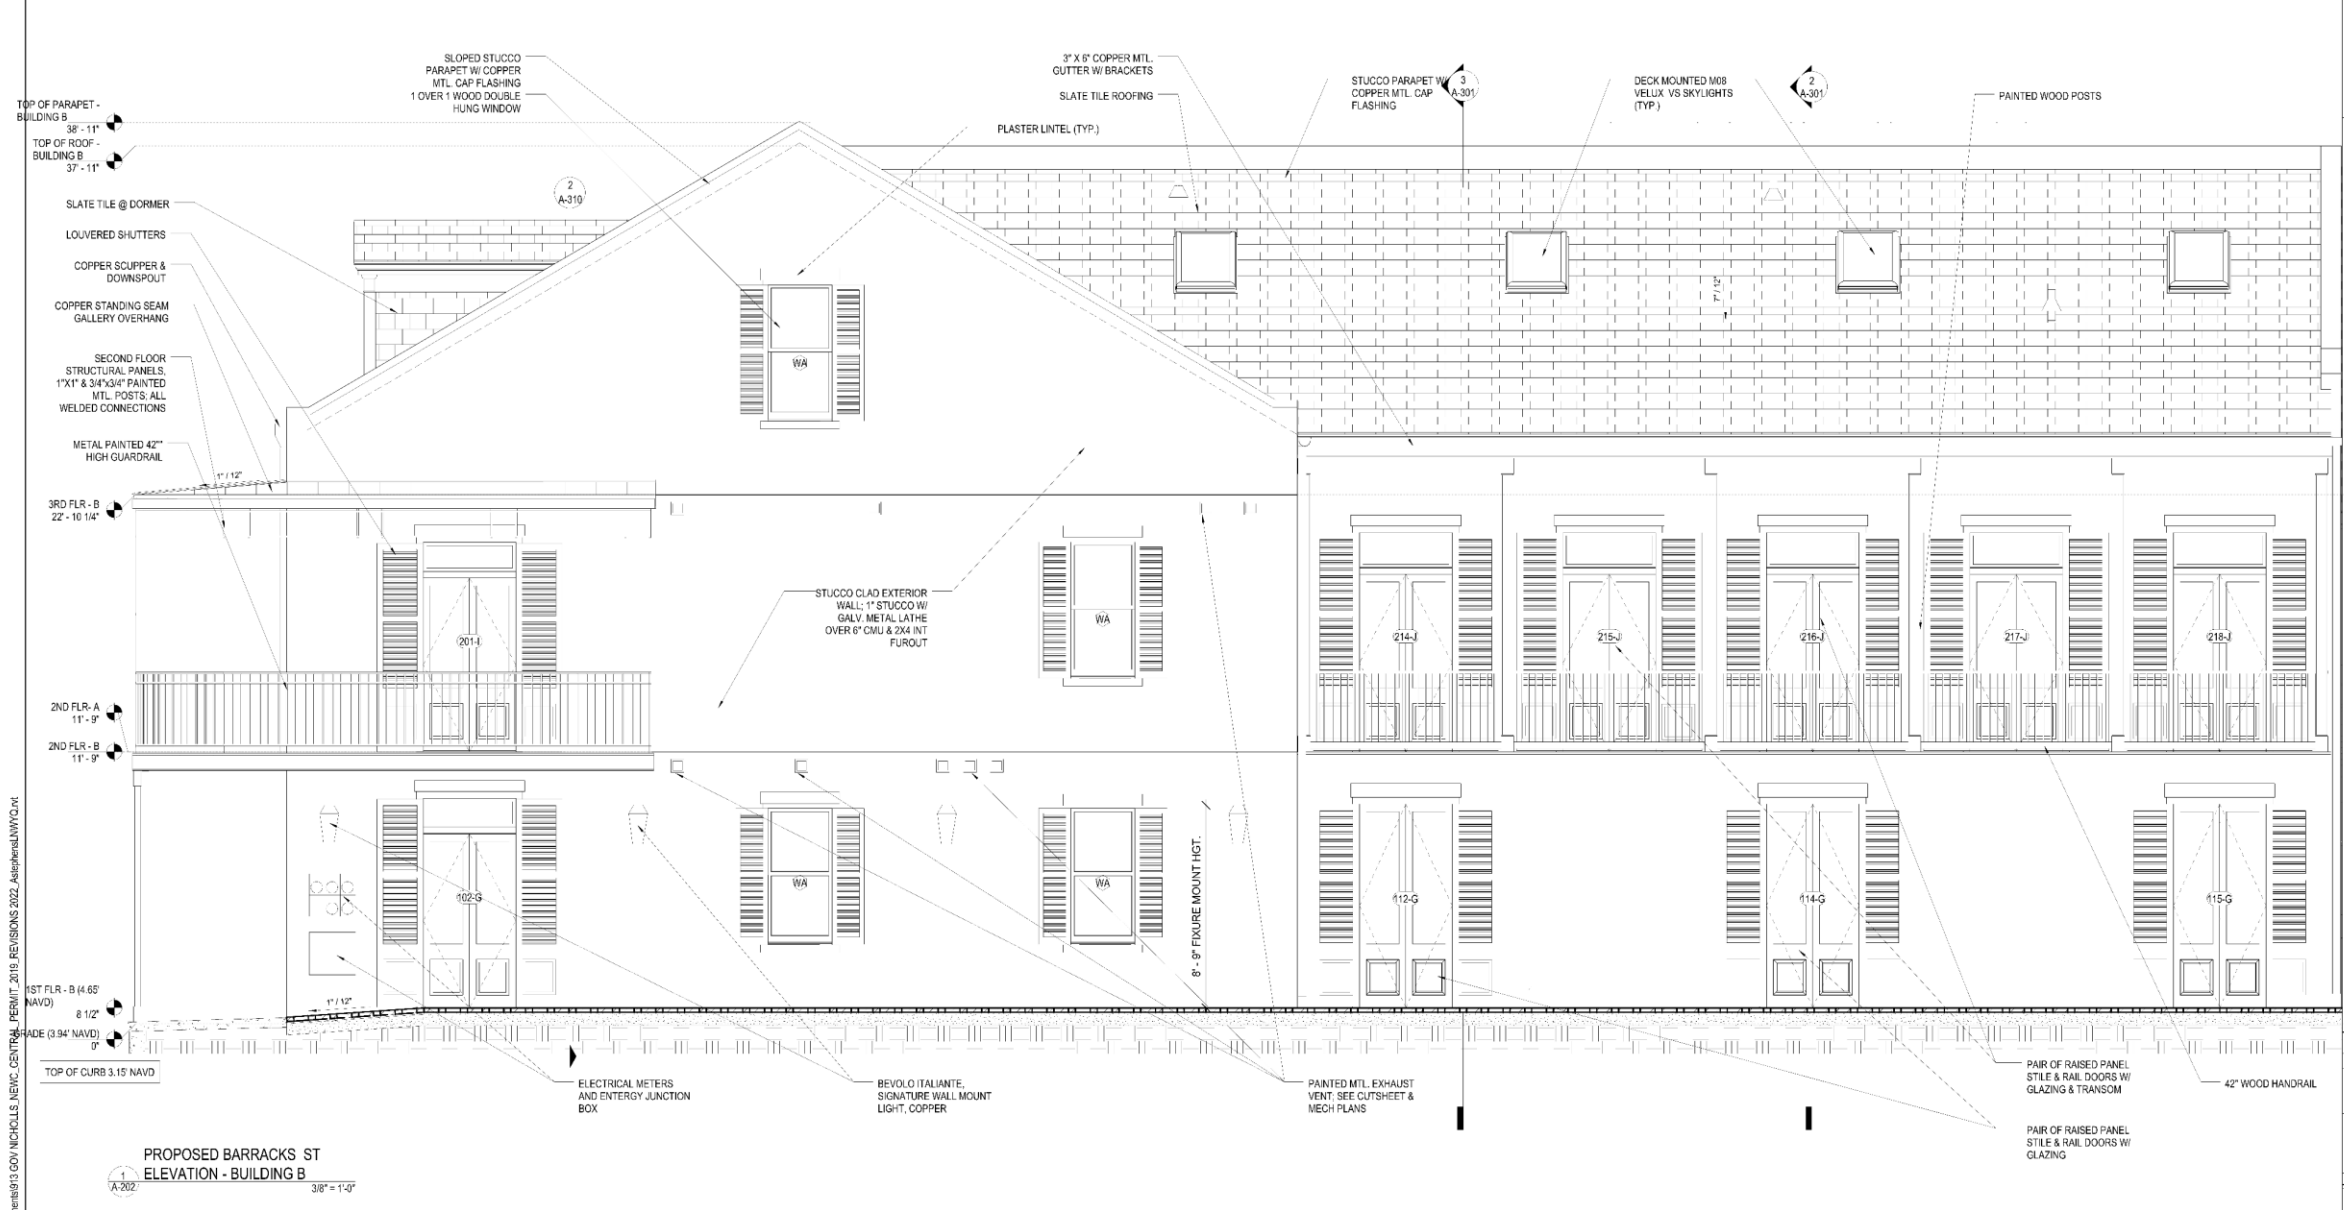 SLOPED STUCCO
PARAPET W/ COPPER
MTL. CAP FLASHING
1 OVER 1 WOOD DOUBLE
HUNG WINDOW
3" X 6" COPPER MTL.
GUTTER W/ BRACKETS
SLATE TILE ROOFING
PLASTER LINTEL (TYP.)
STUCCO PARAPET W/
COPPER MTL. CAP
FLASHING
3
A-301
DECK MOUNTED M08
VELUX VS SKYLIGHTS
(TYP.)
2
A-301
PAINTED WOOD POSTS
TOP OF PARAPET -
BUILDING B
38' - 11"
TOP OF ROOF -
BUILDING B
37' - 11"
2
A-310
SLATE TILE @ DORMER
LOUVERED SHUTTERS
COPPER SCUPPER &
DOWNSPOUT
COPPER STANDING SEAM
GALLERY OVERHANG
SECOND FLOOR
STRUCTURAL PANELS,
1"X1" & 3/4"x3/4" PAINTED
MTL. POSTS; ALL
WELDED CONNECTIONS
METAL PAINTED 42""
HIGH GUARDRAIL
7" / 12"
WA
1" / 12"
3RD FLR - B
22' - 10 1/4"
STUCCO CLAD EXTERIOR
WALL; 1" STUCCO W/
GALV. METAL LATHE
OVER 6" CMU & 2X4 INT
FUROUT
201-I
WA
214-J
215-J
216-J
217-J
218-J
2ND FLR- A
11' - 9"
2ND FLR - B
11' - 9"
8' - 9" FIXURE MOUNT HGT.
102-G
WA
WA
112-G
114-G
115-G
1ST FLR - B (4.65'
NAVD)
8 1/2"
1" / 12"
GRADE (3.94' NAVD)
0"
TOP OF CURB 3.15' NAVD
ELECTRICAL METERS
AND ENTERGY JUNCTION
BOX
BEVOLO ITALIANTE,
SIGNATURE WALL MOUNT
LIGHT, COPPER
PAINTED MTL. EXHAUST
VENT; SEE CUTSHEET &
MECH PLANS
PAIR OF RAISED PANEL
STILE & RAIL DOORS W/
GLAZING & TRANSOM
42" WOOD HANDRAIL
PAIR OF RAISED PANEL
STILE & RAIL DOORS W/
GLAZING
PROPOSED BARRACKS ST
ELEVATION - BUILDING B
1
A-202
3/8" = 1'-0"